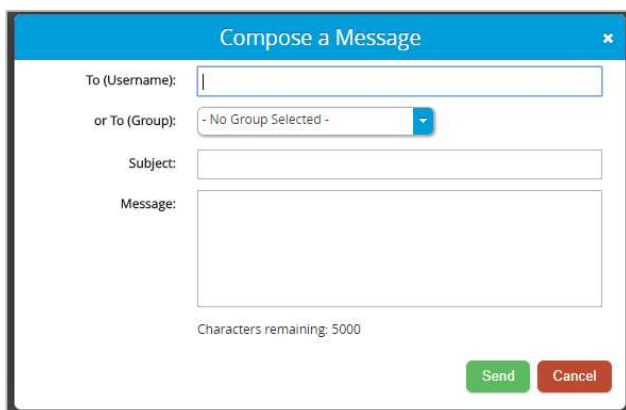 Compose a Message ×
To (Username):
or To (Group): - No Group Selected -
Subject:
Message:
Characters remaining: 5000
Send Cancel